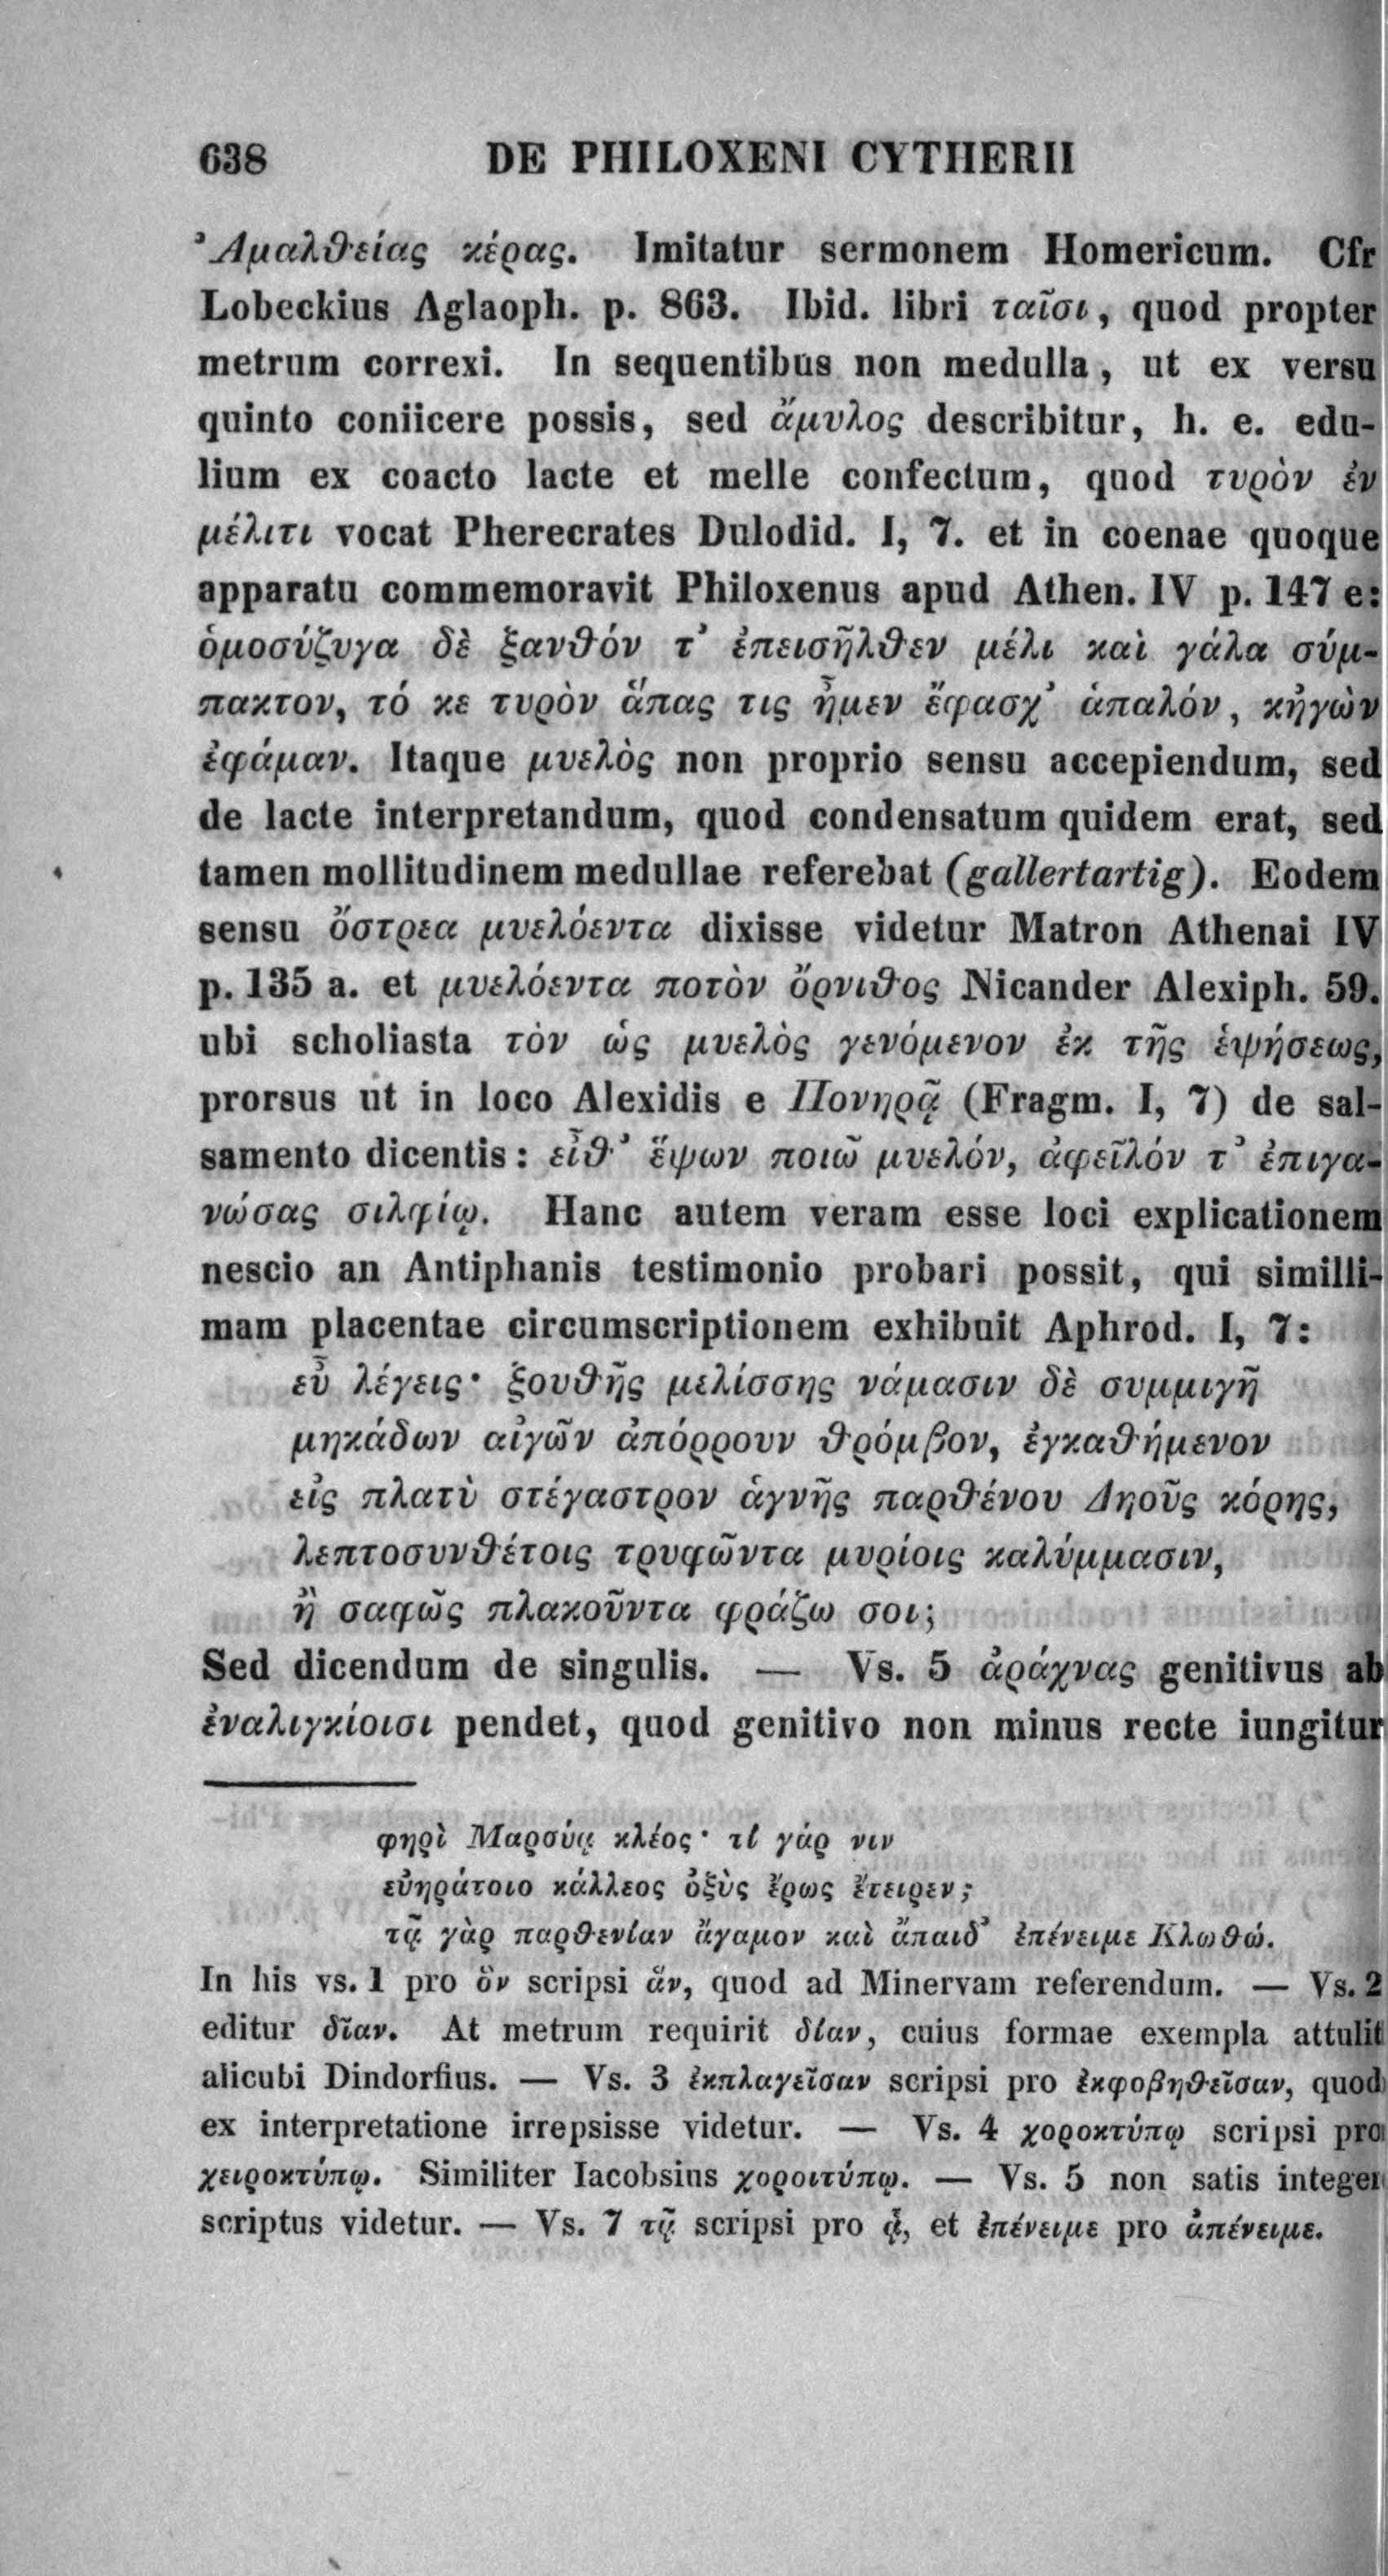 638 DE PHILOXENI CYTHERII
Ἀμαλθείας κέρας. Imitatur sermonem Homericum. Cfr
Lobeckius Aglaoph. p. 863. Ibid. libri ταῖσι, quod propter
metrum correxi. In sequentibus non medulla, ut ex versu
quinto coniicere possis, sed ἄμυλος describitur, h. e. edu-
lium ex coacto lacte et melle confectum, quod τυρὸν ἐν
μέλιτι vocat Pherecrates Dulodid. I, 7. et in coenae quoque
apparatu commemoravit Philoxenus apud Athen. IV p. 147 e:
ὁμοσύζυγα δὲ ξανθόν τ’ ἐπεισῆλθεν μέλι καὶ γάλα σύμ-
πακτον, τό κε τυρὸν ἅπας τις ἦμεν ἔφασχ’ ἁπαλόν, κἠγὼν
ἐφάμαν. Itaque μυελὸς non proprio sensu accepiendum, sed
de lacte interpretandum, quod condensatum quidem erat, sed
tamen mollitudinem medullae referebat (gallertartig). Eodem
sensu ὄστρεα μυελόεντα dixisse videtur Matron Athenai IV
p. 135 a. et μυελόεντα ποτὸν ὄρνιθος Nicander Alexiph. 59.
ubi scholiasta τὸν ὡς μυελὸς γενόμενον ἐκ τῆς ἑψήσεως,
prorsus ut in loco Alexidis e Πονηρᾷ (Fragm. I, 7) de sal-
samento dicentis: εἶθ’ ἕψων ποιῶ μυελόν, ἀφεῖλόν τ’ ἐπιγα-
νώσας σιλφίῳ. Hanc autem veram esse loci explicationem
nescio an Antiphanis testimonio probari possit, qui simillli-
mam placentae circumscriptionem exhibuit Aphrod. I, 7:
εὖ λέγεις· ξουθῆς μελίσσης νάμασιν δὲ συμμιγῆ
μηκάδων αἰγῶν ἀπόρρουν θρόμβον, ἐγκαθήμενον
εἰς πλατὺ στέγαστρον ἁγνῆς παρθένου Δηοῦς κόρης,
λεπτοσυνθέτοις τρυφῶντα μυρίοις καλύμμασιν,
ἢ σαφῶς πλακοῦντα φράζω σοι;
Sed dicendum de singulis. — Vs. 5 ἀράχνας genitivus ab
ἐναλιγκίοισι pendet, quod genitivo non minus recte iungitur
φηρὶ Μαρσύᾳ κλέος· τί γάρ νιν
εὐηράτοιο κάλλεος ὀξὺς ἔρως ἔτειρεν;
τᾷ γὰρ παρθενίαν ἄγαμον καὶ ἄπαιδ’ ἐπένειμε Κλωθώ.
In his vs. 1 pro ὃν scripsi ἅν, quod ad Minervam referendum. — Vs. 2
editur δῖαν. At metrum requirit δίαν, cuius formae exempla attulit
alicubi Dindorfius. — Vs. 3 ἐκπλαγεῖσαν scripsi pro ἐκφοβηθεῖσαν, quod
ex interpretatione irrepsisse videtur. — Vs. 4 χοροκτύπῳ scripsi pro
χειροκτύπῳ. Similiter Iacobsius χοροιτύπῳ. — Vs. 5 non satis integer
scriptus videtur. — Vs. 7 τᾷ scripsi pro ᾇ, et ἐπένειμε pro ἀπένειμε.